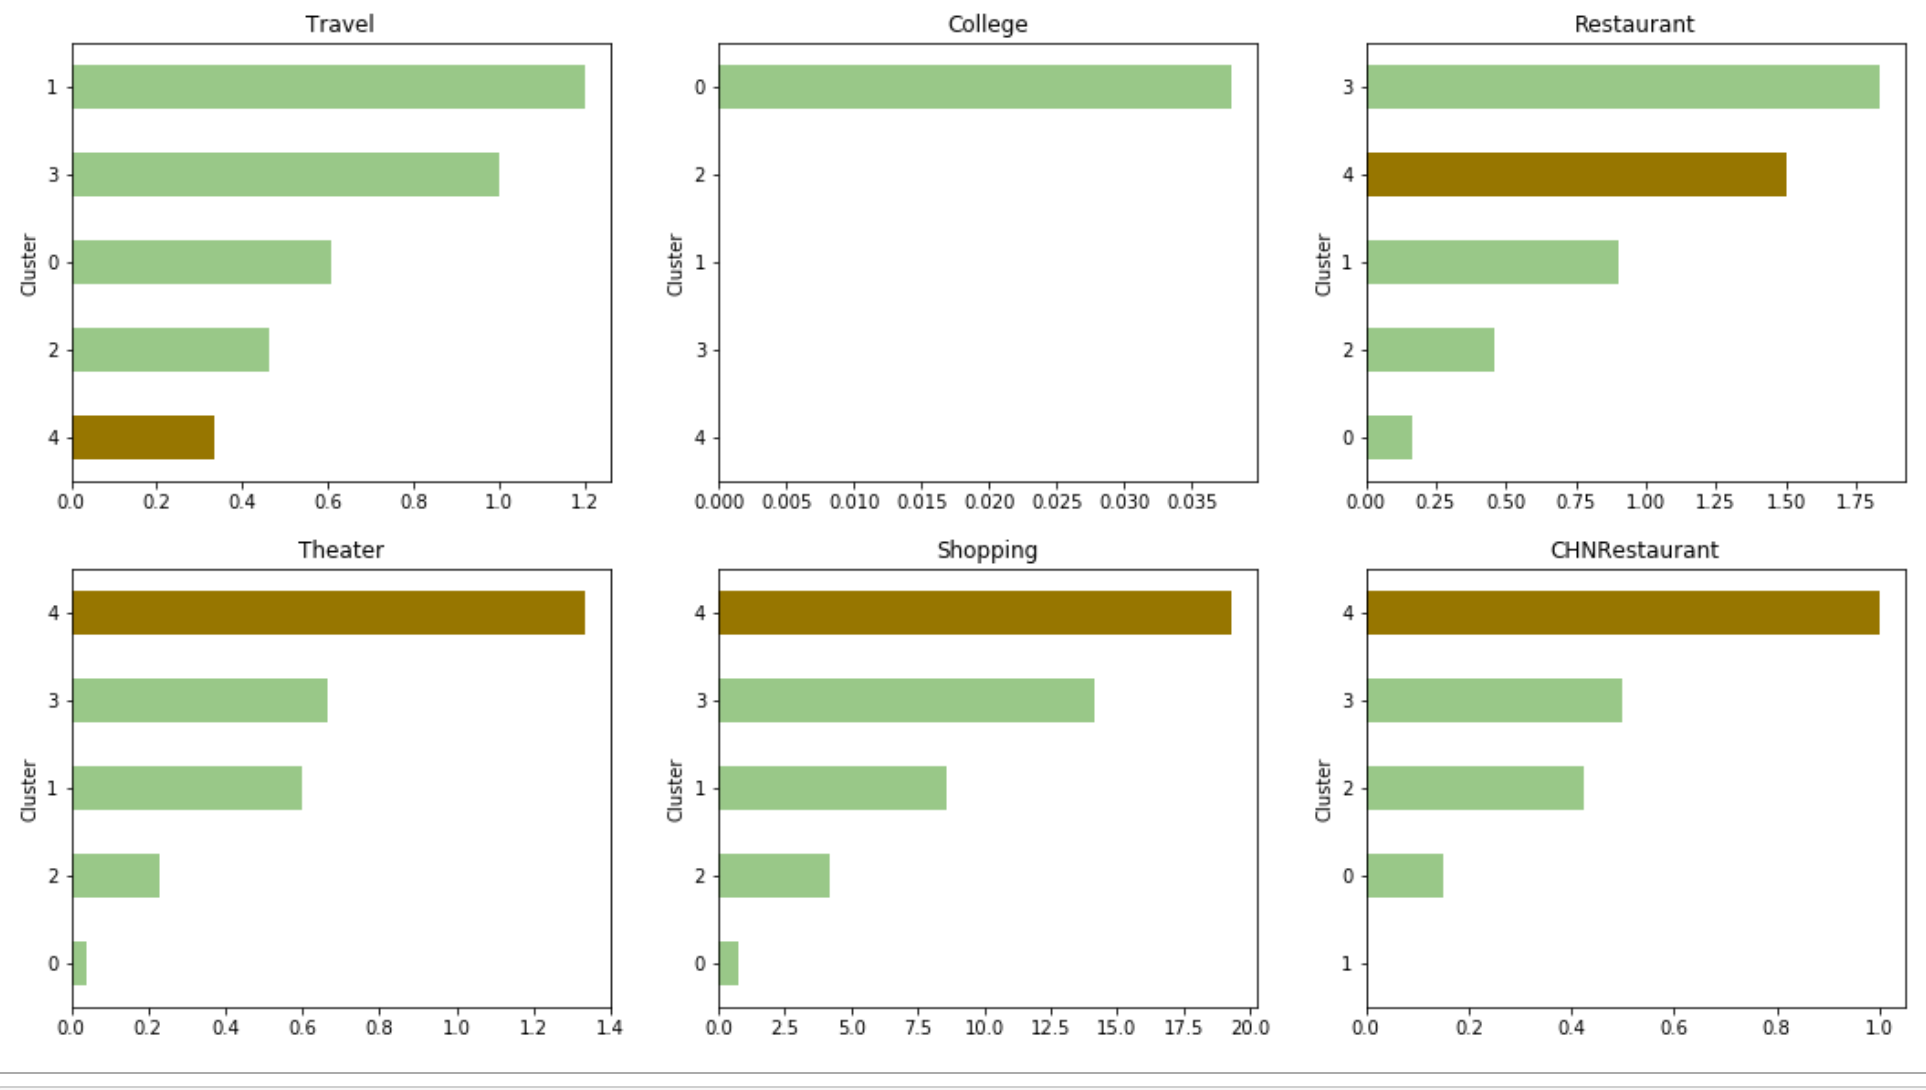 Travel
Cluster
1
3
0
2
4
0.0 0.2 0.4 0.6 0.8 1.0 1.2
College
Cluster
0
2
1
3
4
0.000 0.005 0.010 0.015 0.020 0.025 0.030 0.035
Restaurant
Cluster
3
4
1
2
0
0.00 0.25 0.50 0.75 1.00 1.25 1.50 1.75
Theater
Cluster
4
3
1
2
0
0.0 0.2 0.4 0.6 0.8 1.0 1.2 1.4
Shopping
Cluster
4
3
1
2
0
0.0 2.5 5.0 7.5 10.0 12.5 15.0 17.5 20.0
CHNRestaurant
Cluster
4
3
2
0
1
0.0 0.2 0.4 0.6 0.8 1.0